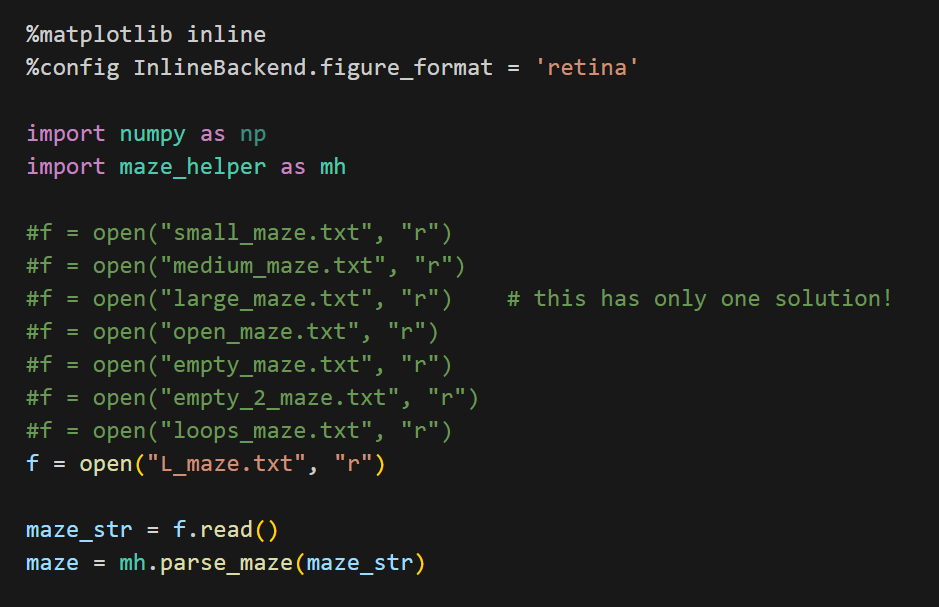 %matplotlib inline
%config InlineBackend.figure_format = 'retina'
import numpy as np
import maze_helper as mh
#f = open("small_maze.txt", "r")
#f = open("medium_maze.txt", "r")
#f = open("large_maze.txt", "r")    # this has only one solution!
#f = open("open_maze.txt", "r")
#f = open("empty_maze.txt", "r")
#f = open("empty_2_maze.txt", "r")
#f = open("loops_maze.txt", "r")
f = open("L_maze.txt", "r")
maze_str = f.read()
maze = mh.parse_maze(maze_str)